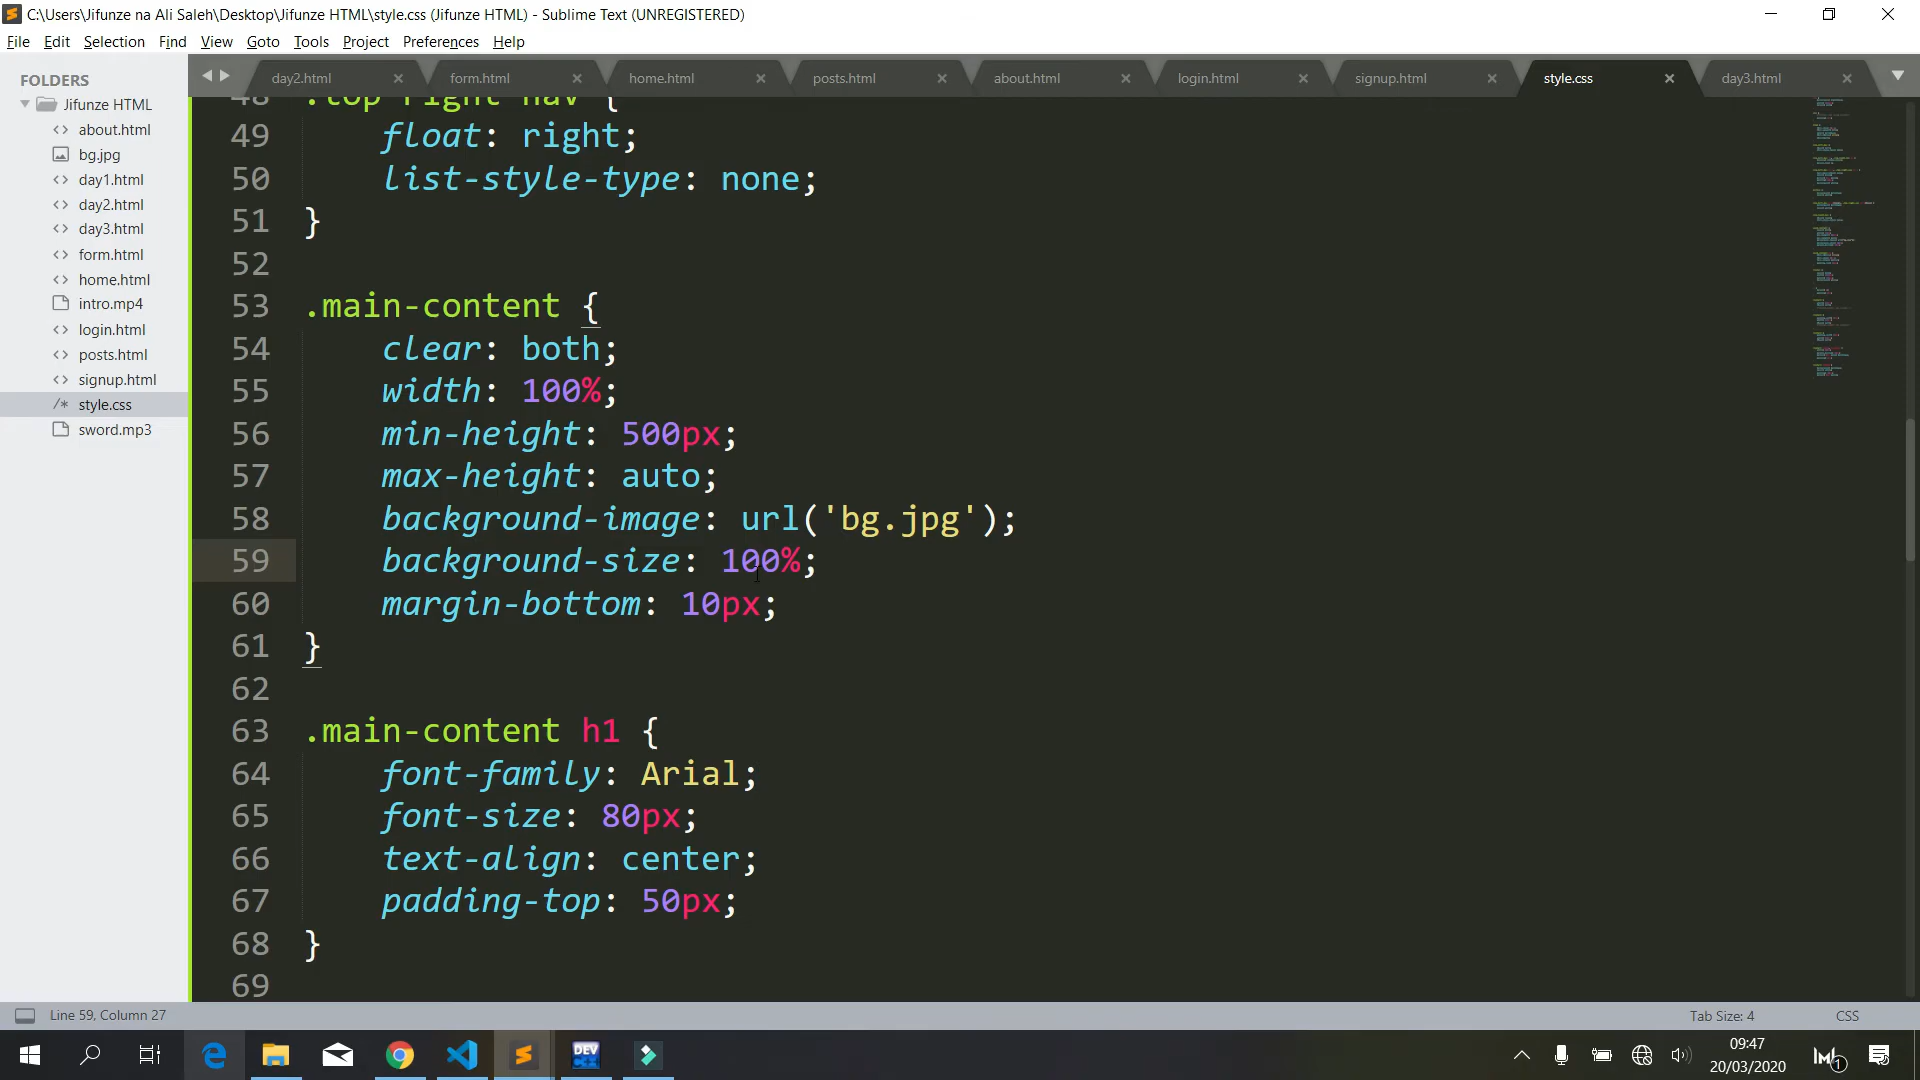 C:\Users\Jifunze na Ali Saleh\Desktop\Jifunze HTML\style.css (Jifunze HTML) - Sublime Text (UNREGISTERED)
File Edit Selection Find View Goto Tools Project Preferences Help
FOLDERS
Jifunze HTML
<> about.html
bg.jpg
<> day1.html
<> day2.html
<> day3.html
<> form.html
<> home.html
intro.mp4
<> login.html
<> posts.html
<> signup.html
/* style.css
sword.mp3
day2.html × form.html × home.html × posts.html × about.html × login.html × signup.html × style.css × day3.html ×
48 .top-right-nav {
49 float: right;
50 list-style-type: none;
51 }
52
53 .main-content {
54 clear: both;
55 width: 100%;
56 min-height: 500px;
57 max-height: auto;
58 background-image: url('bg.jpg');
59 background-size: 100%;
60 margin-bottom: 10px;
61 }
62
63 .main-content h1 {
64 font-family: Arial;
65 font-size: 80px;
66 text-align: center;
67 padding-top: 50px;
68 }
69
Line 59, Column 27
Tab Size: 4 CSS
DEV C++
09:47
20/03/2020
1